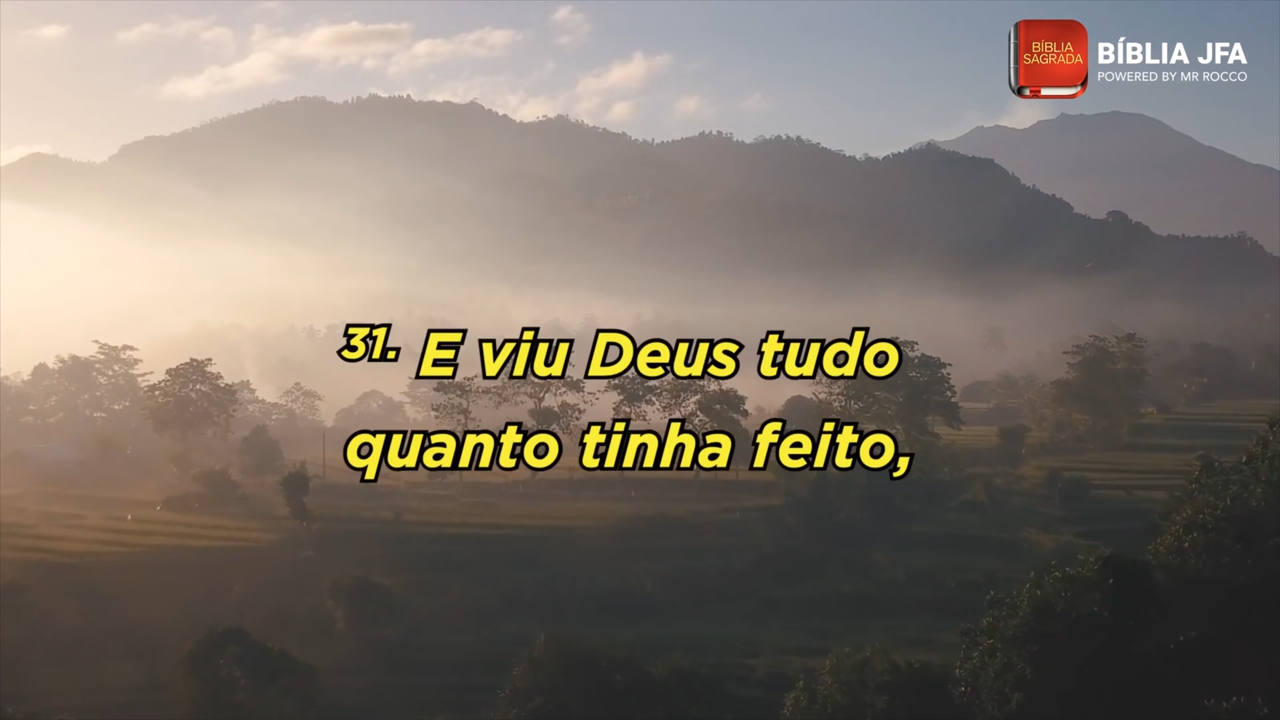 BÍBLIA
SAGRADA
BÍBLIA JFA
POWERED BY MR ROCCO
31. E viu Deus tudo
quanto tinha feito,